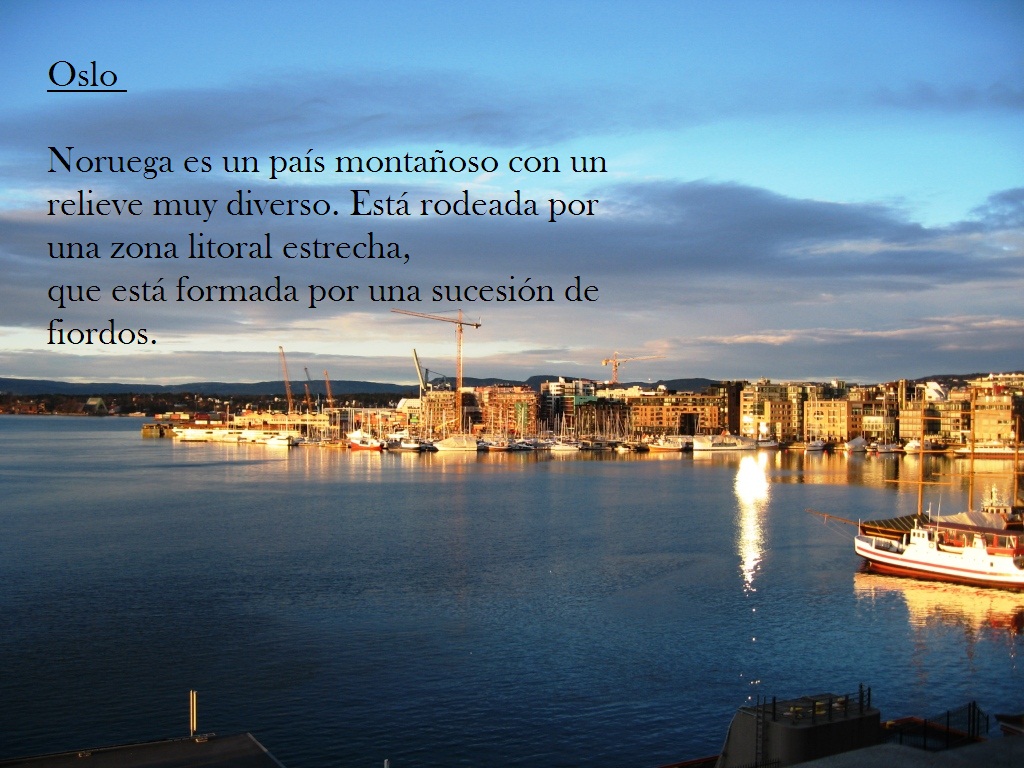 Oslo
Noruega es un país montañoso con un
relieve muy diverso. Está rodeada por
una zona litoral estrecha,
que está formada por una sucesión de
fiordos.